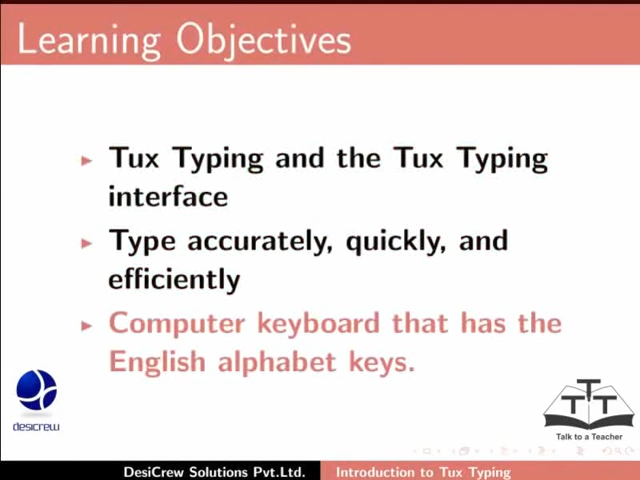 Learning Objectives
Tux Typing and the Tux Typing
interface
Type accurately, quickly, and
efficiently
Computer keyboard that has the
English alphabet keys.
desicrew
T T T
Talk to a Teacher
DesiCrew Solutions Pvt.Ltd. Introduction to Tux Typing